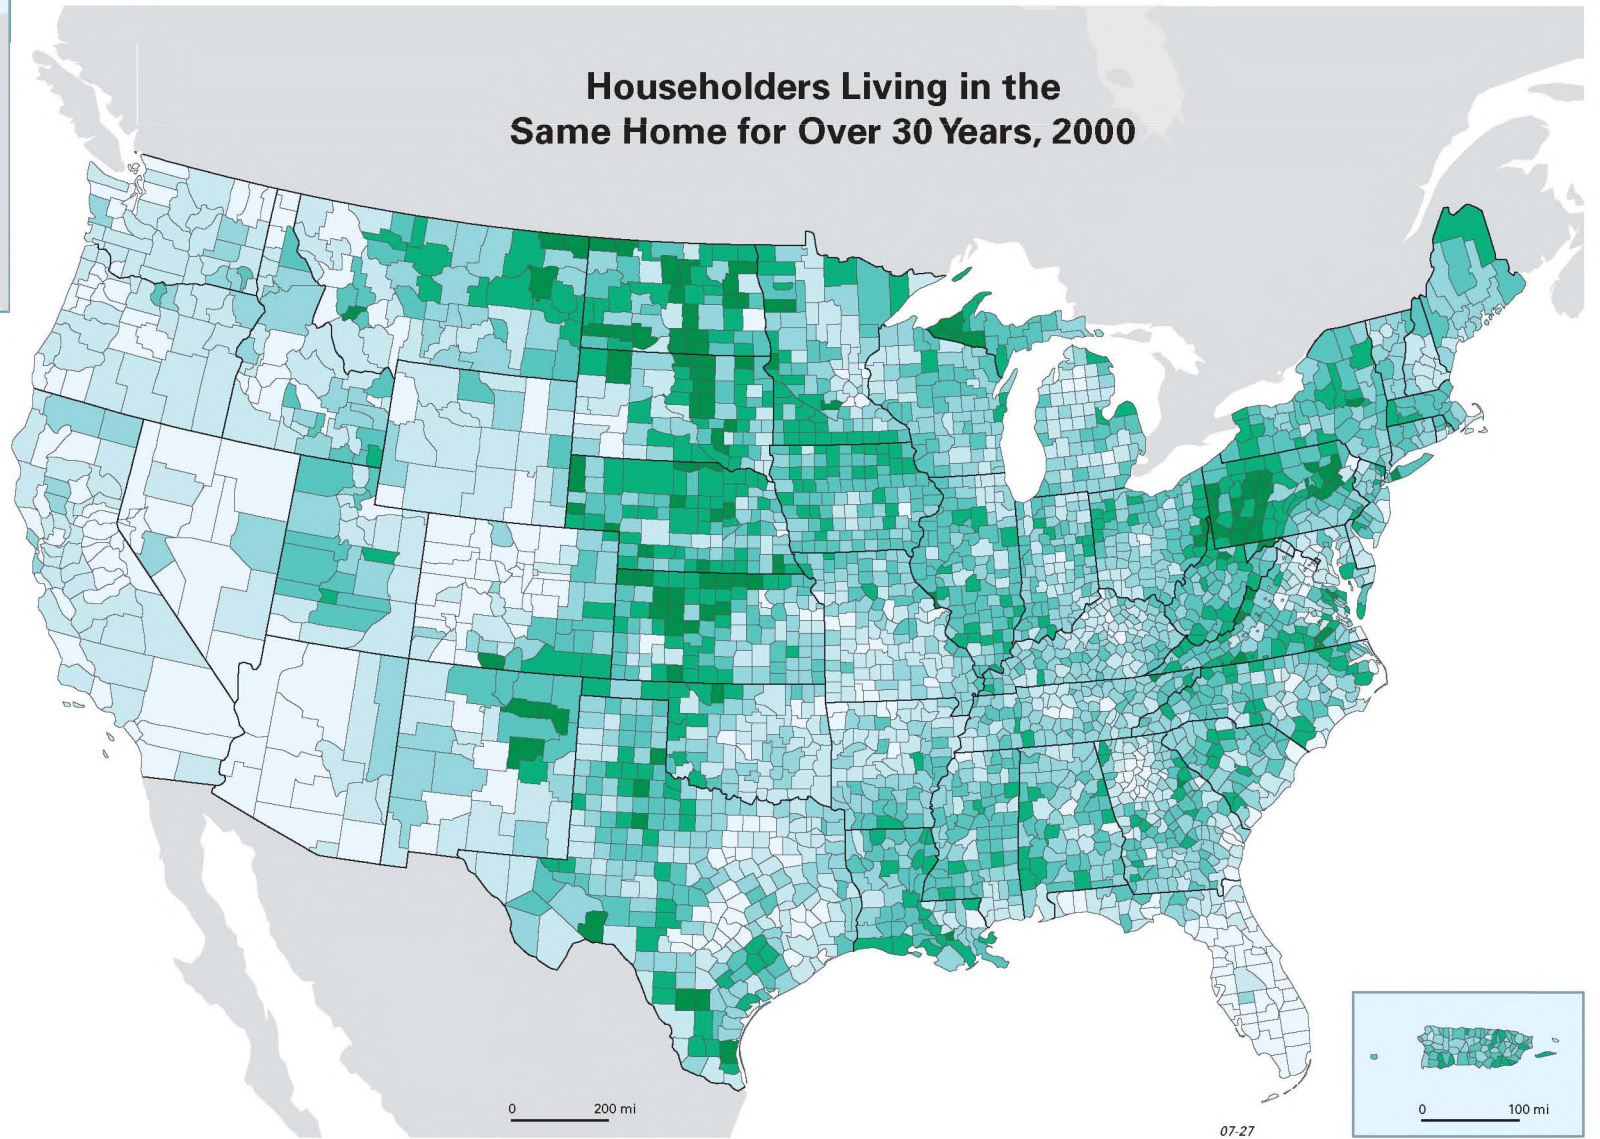 Householders Living in the
Same Home for Over 30 Years, 2000
0 200 mi
0 100 mi
07-27